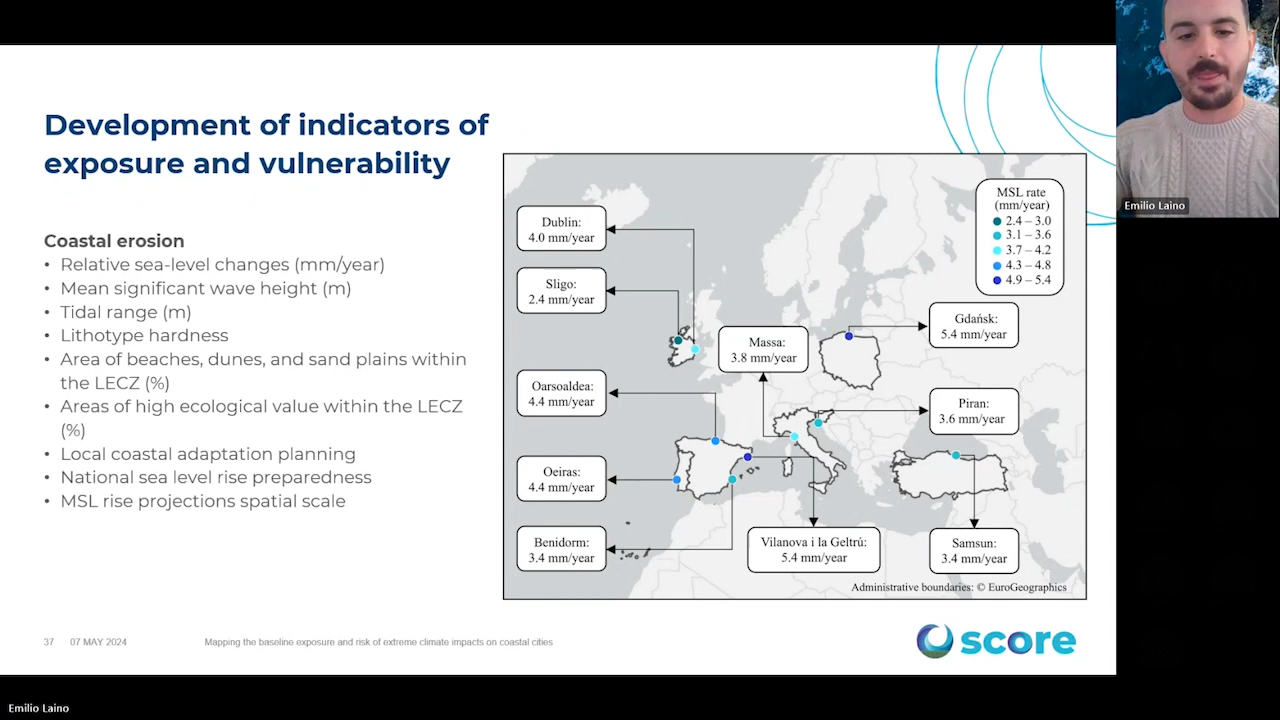 Development of indicators of
exposure and vulnerability
Coastal erosion
• Relative sea-level changes (mm/year)
• Mean significant wave height (m)
• Tidal range (m)
• Lithotype hardness
• Area of beaches, dunes, and sand plains within
the LECZ (%)
• Areas of high ecological value within the LECZ
(%)
• Local coastal adaptation planning
• National sea level rise preparedness
• MSL rise projections spatial scale
Dublin:
4.0 mm/year
Sligo:
2.4 mm/year
Oarsoaldea:
4.4 mm/year
Oeiras:
4.4 mm/year
Benidorm:
3.4 mm/year
Massa:
3.8 mm/year
Vilanova i la Geltrú:
5.4 mm/year
MSL rate
(mm/year)
2.4 – 3.0
3.1 – 3.6
3.7 – 4.2
4.3 – 4.8
4.9 – 5.4
Gdańsk:
5.4 mm/year
Piran:
3.6 mm/year
Samsun:
3.4 mm/year
Administrative boundaries: © EuroGeographics
37 07 MAY 2024 Mapping the baseline exposure and risk of extreme climate impacts on coastal cities
score
Emilio Laino
Emilio Laino